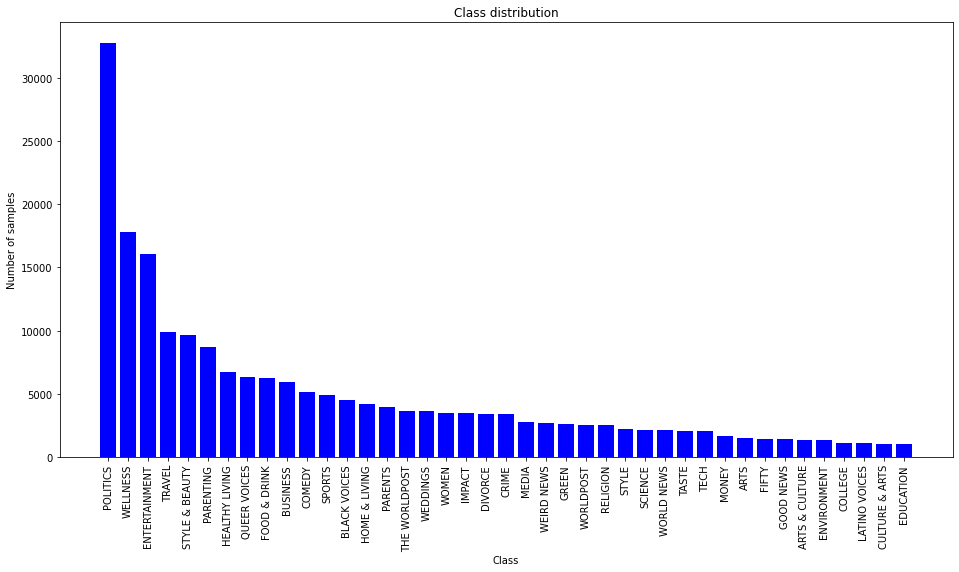 Class distribution
Number of samples
30000
25000
20000
15000
10000
5000
0
POLITICS
WELLNESS
ENTERTAINMENT
TRAVEL
STYLE & BEAUTY
PARENTING
HEALTHY LIVING
QUEER VOICES
FOOD & DRINK
BUSINESS
COMEDY
SPORTS
BLACK VOICES
HOME & LIVING
PARENTS
THE WORLDPOST
WEDDINGS
WOMEN
IMPACT
DIVORCE
CRIME
MEDIA
WEIRD NEWS
GREEN
WORLDPOST
RELIGION
STYLE
SCIENCE
WORLD NEWS
TASTE
TECH
MONEY
ARTS
FIFTY
GOOD NEWS
ARTS & CULTURE
ENVIRONMENT
COLLEGE
LATINO VOICES
CULTURE & ARTS
EDUCATION
Class